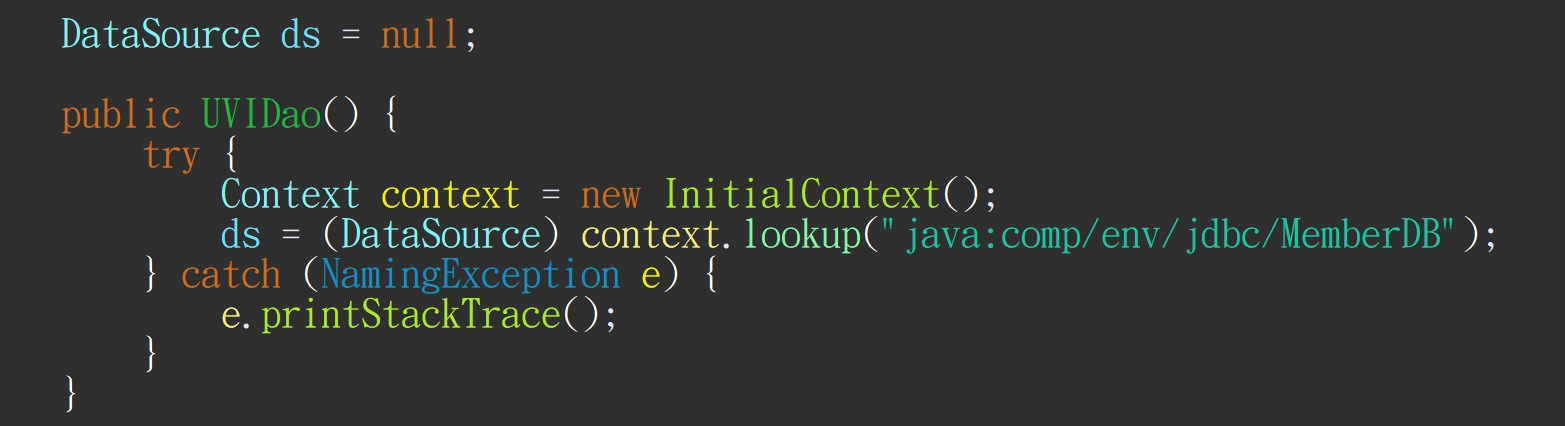 DataSource ds = null;
public UVIDao() {
try {
Context context = new InitialContext();
ds = (DataSource) context.lookup("java:comp/env/jdbc/MemberDB");
} catch (NamingException e) {
e.printStackTrace();
}
}